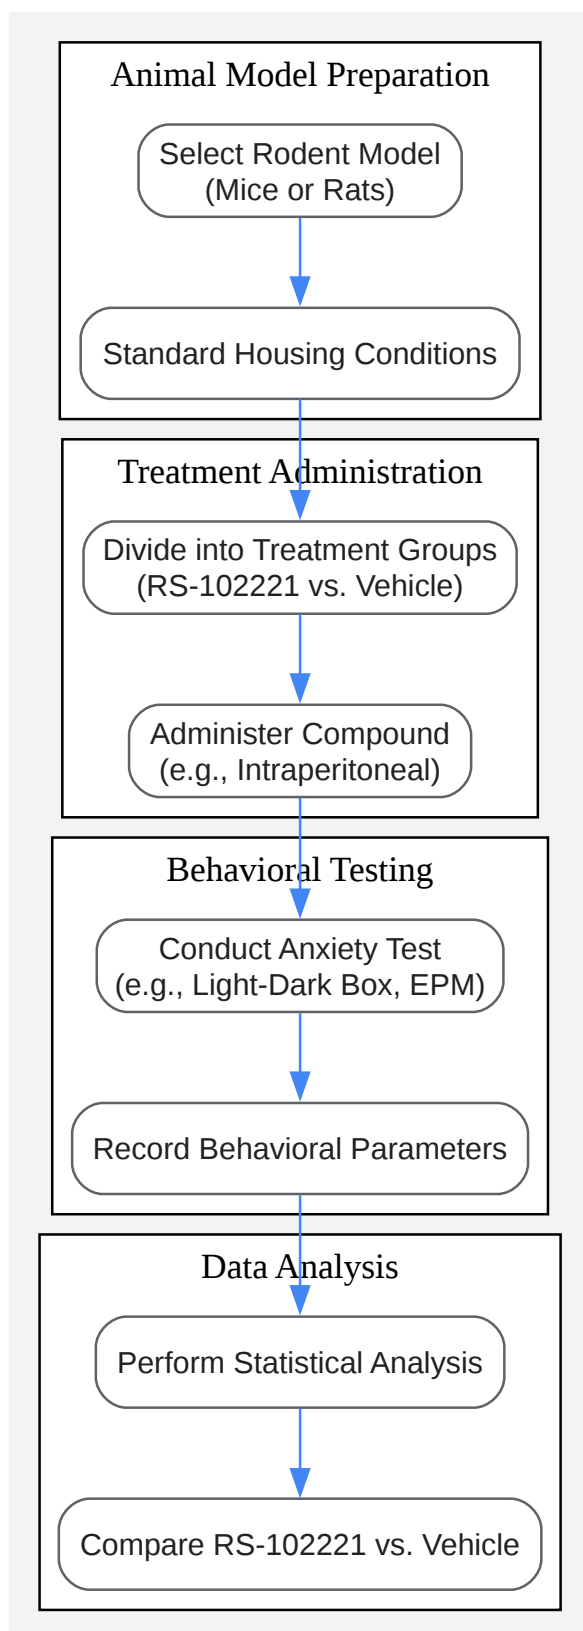 Animal Model Preparation
Select Rodent Model
(Mice or Rats)
Standard Housing Conditions
Treatment Administration
Divide into Treatment Groups
(RS-102221 vs. Vehicle)
Administer Compound
(e.g., Intraperitoneal)
Behavioral Testing
Conduct Anxiety Test
(e.g., Light-Dark Box, EPM)
Record Behavioral Parameters
Data Analysis
Perform Statistical Analysis
Compare RS-102221 vs. Vehicle